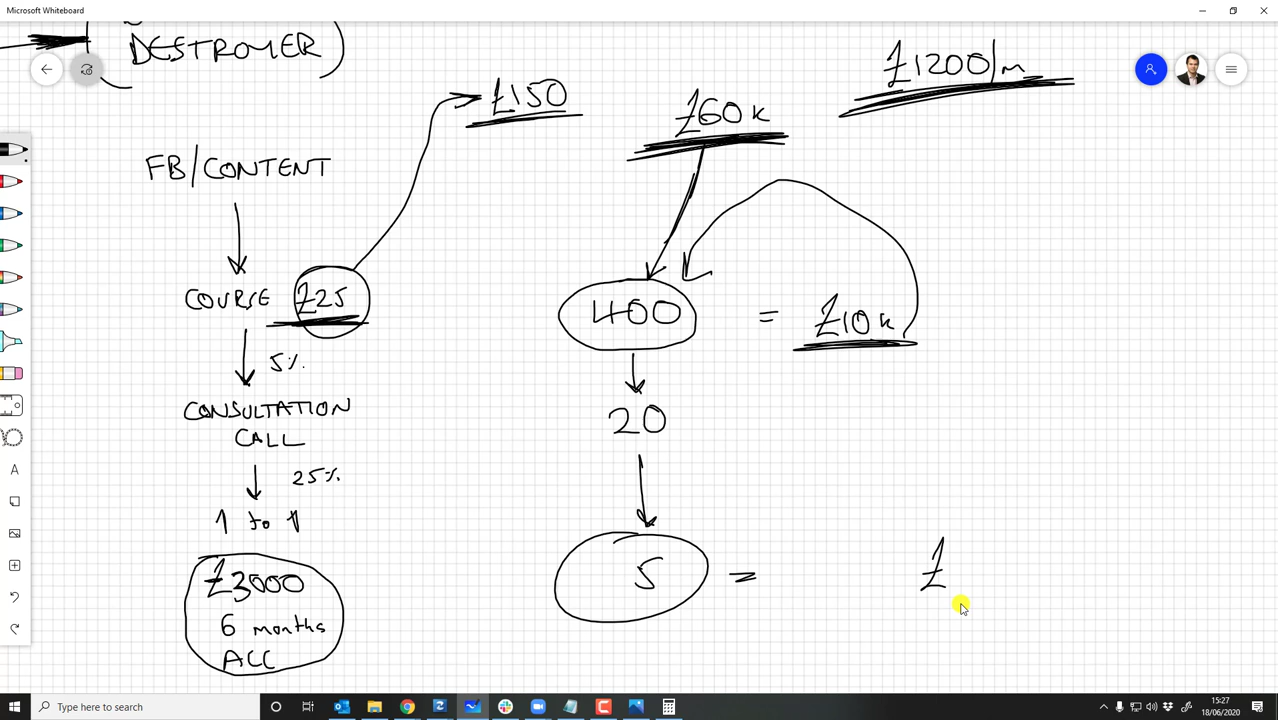 Microsoft Whiteboard
DESTROYER)
£150
£60K
£1200/m
FB/CONTENT
COURSE £25
400 = £10K
5%
CONSULTATION
CALL
20
25%
1 to 1
£3000
6 months
ACC
5 = £
A
Type here to search
15:27
18/06/2020